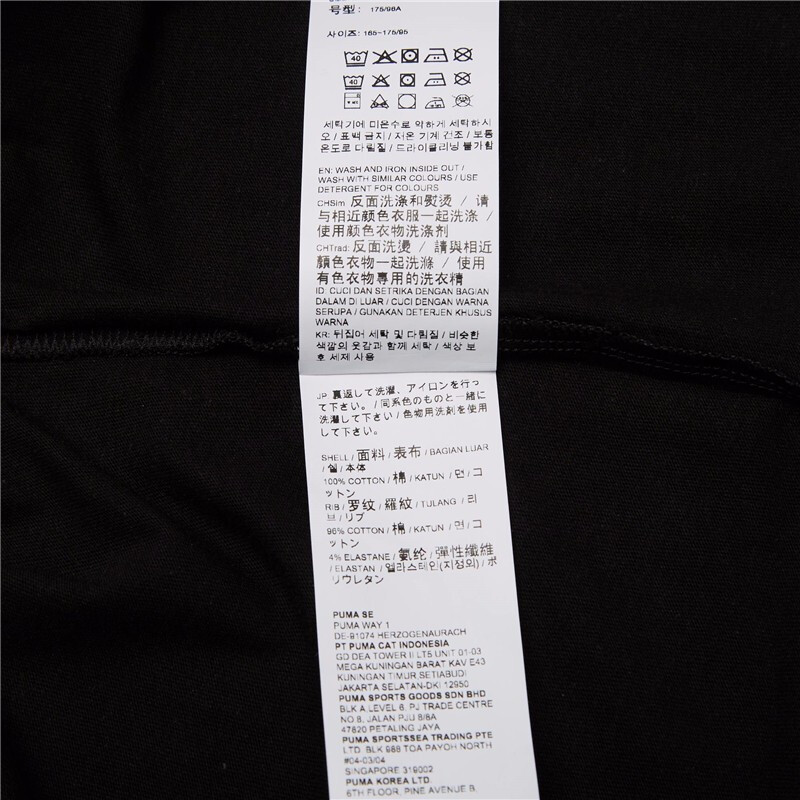 号型: 175/96A
사이즈: 165~175/95
40
40
세탁기에 미온수로 약하게 세탁하시
오 / 표백 금지 / 저온 기계 건조 / 보통
온도로 다림질 / 드라이클리닝 불가함
EN: WASH AND IRON INSIDE OUT /
WASH WITH SIMILAR COLOURS / USE
DETERGENT FOR COLOURS
CHSim: 反面洗涤和熨烫 / 请
与相近颜色衣服一起洗涤 /
使用颜色衣物洗涤剂
CHTrad: 反面洗燙 / 請與相近
顏色衣物一起洗滌 / 使用
有色衣物專用的洗衣精
ID: CUCI DAN SETRIKA DENGAN BAGIAN
DALAM DI LUAR / CUCI DENGAN WARNA
SERUPA / GUNAKAN DETERJEN KHUSUS
WARNA
KR: 뒤집어 세탁 및 다림질 / 비슷한
색깔의 옷감과 함께 세탁 / 색상 보
호 세제 사용
JP 裏返して洗濯、アイロンを行っ
て下さい。/ 同系色のものと一緒に
洗濯して下さい / 色物用洗剤を使用
して下さい。
SHELL / 面料 / 表布 / BAGIAN LUAR
/ 쉘 / 本体
100% COTTON / 棉 / KATUN / 면 / コ
ットン
RIB / 罗纹 / 羅紋 / TULANG / 리
브 / リブ
96% COTTON / 棉 / KATUN / 면 / コ
ットン
4% ELASTANE / 氨纶 / 彈性纖維
/ ELASTAN / 엘라스테인(지정외) / ポ
リウレタン
PUMA SE
PUMA WAY 1
DE-91074 HERZOGENAURACH
PT PUMA CAT INDONESIA
GD DEA TOWER II LT5 UNIT 01-03
MEGA KUNINGAN BARAT KAV E43
KUNINGAN TIMUR SETIABUDI
JAKARTA SELATAN-DKI 12950
PUMA SPORTS GOODS SDN BHD
BLK A,LEVEL 6, PJ TRADE CENTRE
NO.8, JALAN PJU 8/8A
47820 PETALING JAYA
PUMA SPORTSSEA TRADING PTE
LTD. BLK 988 TOA PAYOH NORTH
#04-03/04
SINGAPORE 319002
PUMA KOREA LTD.
6TH FLOOR, PINE AVENUE B,